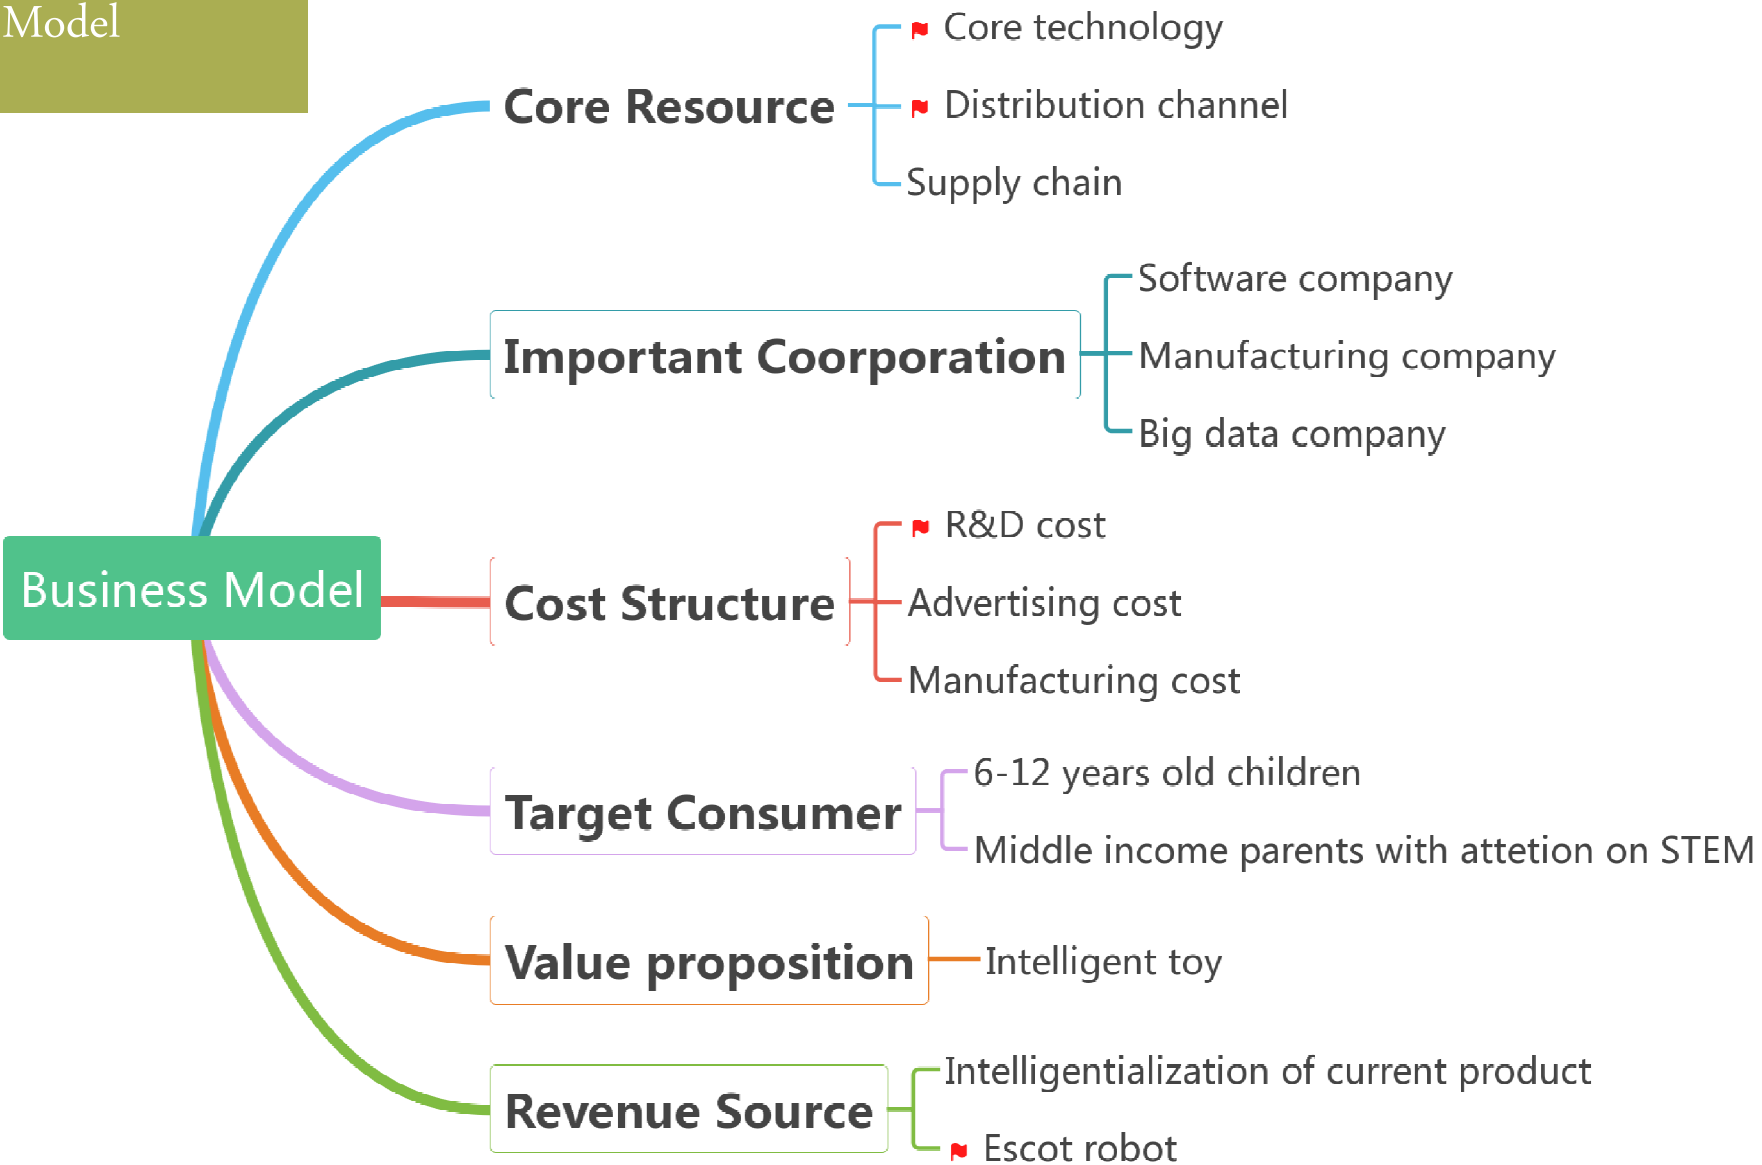 Model
Core Resource
Core technology
Distribution channel
Supply chain
Important Coorporation
Software company
Manufacturing company
Big data company
Business Model
Cost Structure
R&D cost
Advertising cost
Manufacturing cost
Target Consumer
6-12 years old children
Middle income parents with attetion on STEM
Value proposition
Intelligent toy
Revenue Source
Intelligentialization of current product
Escot robot